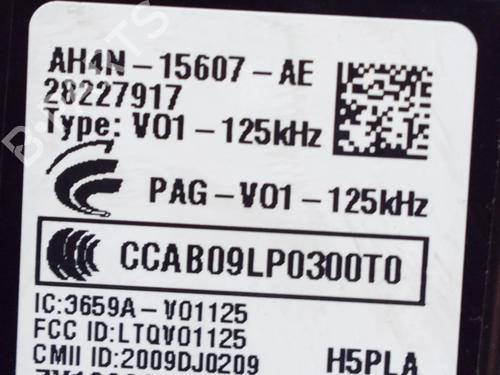 AH4N-15607-AE
28227917
Type: V01-125kHz
PAG-V01-125kHz
CCAB09LP0300T0
IC:3659A-V01125
FCC ID:LTQV01125
CMII ID:2009DJ0209
H5PLA